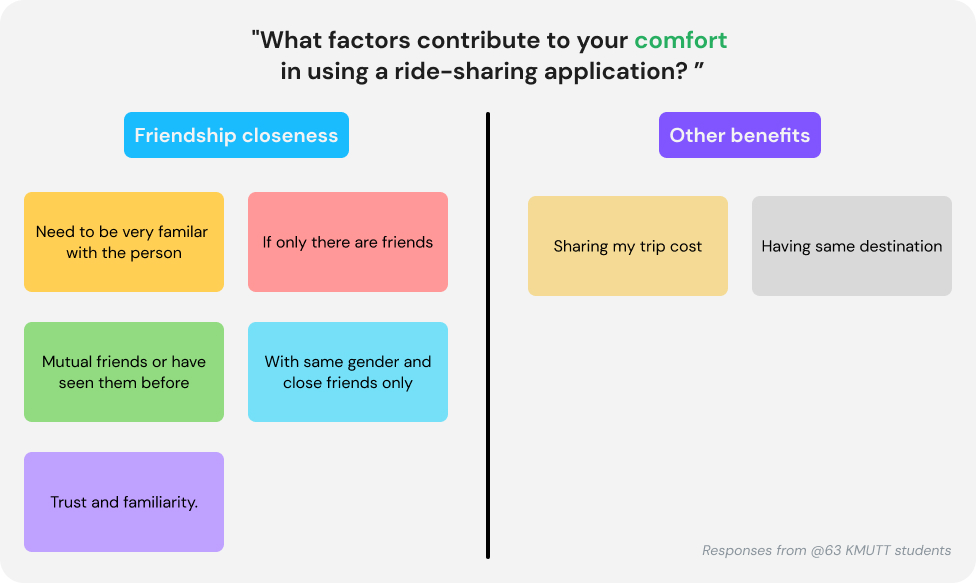 "What factors contribute to your comfort
in using a ride-sharing application? ”
Friendship closeness
Need to be very familar
with the person
If only there are friends
Mutual friends or have
seen them before
With same gender and
close friends only
Trust and familiarity.
Other benefits
Sharing my trip cost
Having same destination
Responses from @63 KMUTT students